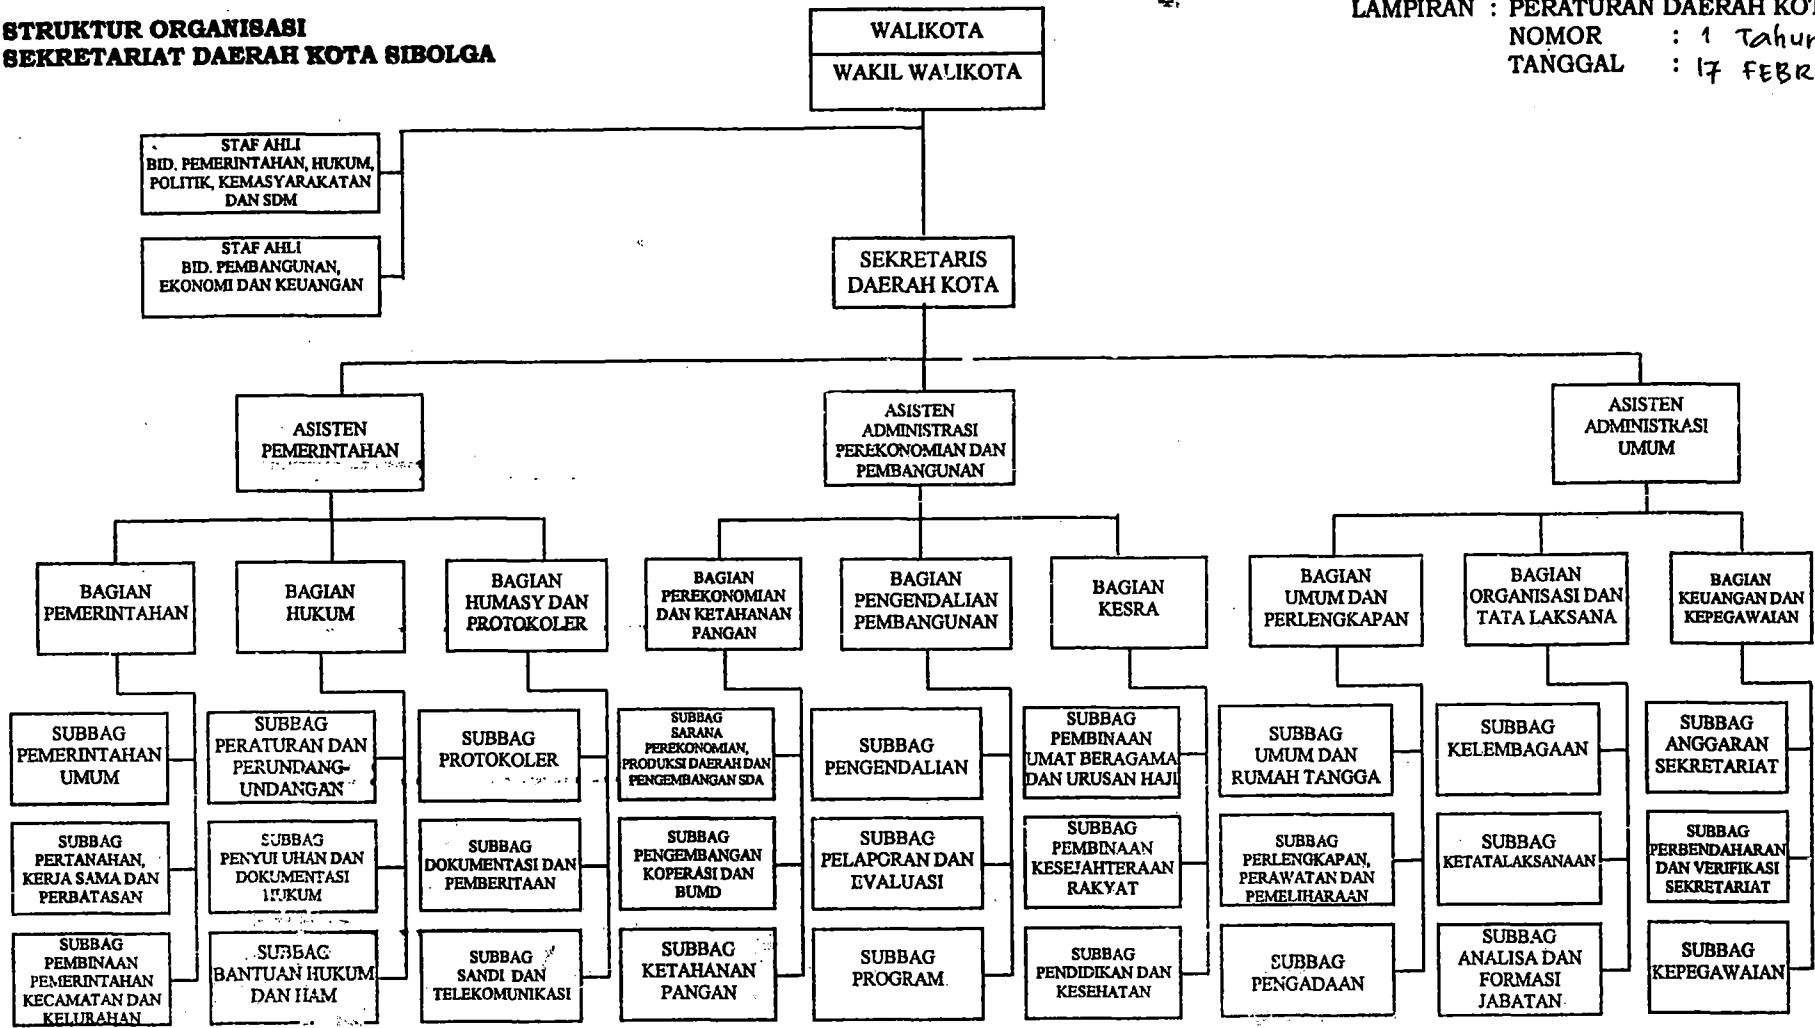 STRUKTUR ORGANISASI
SEKRETARIAT DAERAH KOTA SIBOLGA
LAMPIRAN : PERATURAN DAERAH KOT
NOMOR : 1 Tahun
TANGGAL : 17 FEBR
WALIKOTA
WAKIL WALIKOTA
STAF AHLI
BID. PEMERINTAHAN, HUKUM,
POLITIK, KEMASYARAKATAN
DAN SDM
STAF AHLI
BID. PEMBANGUNAN,
EKONOMI DAN KEUANGAN
SEKRETARIS
DAERAH KOTA
ASISTEN
PEMERINTAHAN
ASISTEN
ADMINISTRASI
PEREKONOMIAN DAN
PEMBANGUNAN
ASISTEN
ADMINISTRASI
UMUM
BAGIAN
PEMERINTAHAN
BAGIAN
HUKUM
BAGIAN
HUMASY DAN
PROTOKOLER
BAGIAN
PEREKONOMIAN
DAN KETAHANAN
PANGAN
BAGIAN
PENGENDALIAN
PEMBANGUNAN
BAGIAN
KESRA
BAGIAN
UMUM DAN
PERLENGKAPAN
BAGIAN
ORGANISASI DAN
TATA LAKSANA
BAGIAN
KEUANGAN DAN
KEPEGAWAIAN
SUBBAG
PEMERINTAHAN
UMUM
SUBBAG
PERATURAN DAN
PERUNDANG-
UNDANGAN
SUBBAG
PROTOKOLER
SUBBAG
SARANA
PEREKONOMIAN,
PRODUKSI DAERAH DAN
PENGEMBANGAN SDA
SUBBAG
PENGENDALIAN
SUBBAG
PEMBINAAN
UMAT BERAGAMA
DAN URUSAN HAJI
SUBBAG
UMUM DAN
RUMAH TANGGA
SUBBAG
KELEMBAGAAN
SUBBAG
ANGGARAN
SEKRETARIAT
SUBBAG
PERTANAHAN,
KERJA SAMA DAN
PERBATASAN
SUBBAG
PENYULUHAN DAN
DOKUMENTASI
HUKUM
SUBBAG
DOKUMENTASI DAN
PEMBERITAAN
SUBBAG
PENGEMBANGAN
KOPERASI DAN
BUMD
SUBBAG
PELAPORAN DAN
EVALUASI
SUBBAG
PEMBINAAN
KESEJAHTERAAN
RAKYAT
SUBBAG
PERLENGKAPAN,
PERAWATAN DAN
PEMELIHARAAN
SUBBAG
KETATALAKSANAAN
SUBBAG
PERBENDAHARAN
DAN VERIFIKASI
SEKRETARIAT
SUBBAG
PEMBINAAN
PEMERINTAHAN
KECAMATAN DAN
KELURAHAN
SUBBAG
BANTUAN HUKUM
DAN HAM
SUBBAG
SANDI DAN
TELEKOMUNIKASI
SUBBAG
KETAHANAN
PANGAN
SUBBAG
PROGRAM
SUBBAG
PENDIDIKAN DAN
KESEHATAN
SUBBAG
PENGADAAN
SUBBAG
ANALISA DAN
FORMASI
JABATAN
SUBBAG
KEPEGAWAIAN